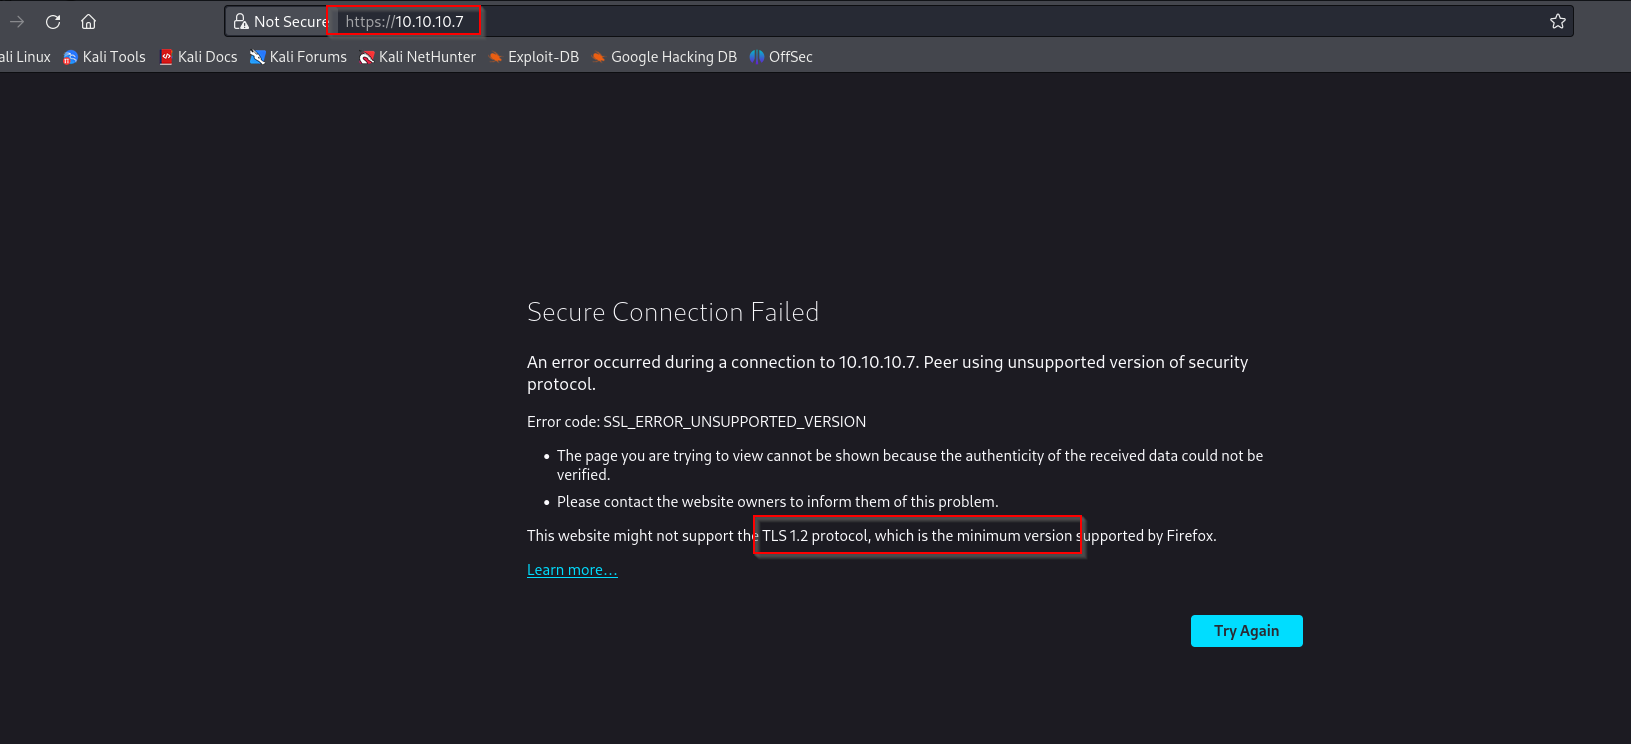 Not Secure https://10.10.10.7
ali Linux Kali Tools Kali Docs Kali Forums Kali NetHunter Exploit-DB Google Hacking DB OffSec
Secure Connection Failed
An error occurred during a connection to 10.10.10.7. Peer using unsupported version of security
protocol.
Error code: SSL_ERROR_UNSUPPORTED_VERSION
• The page you are trying to view cannot be shown because the authenticity of the received data could not be
verified.
• Please contact the website owners to inform them of this problem.
This website might not support the TLS 1.2 protocol, which is the minimum version supported by Firefox.
Learn more…
Try Again